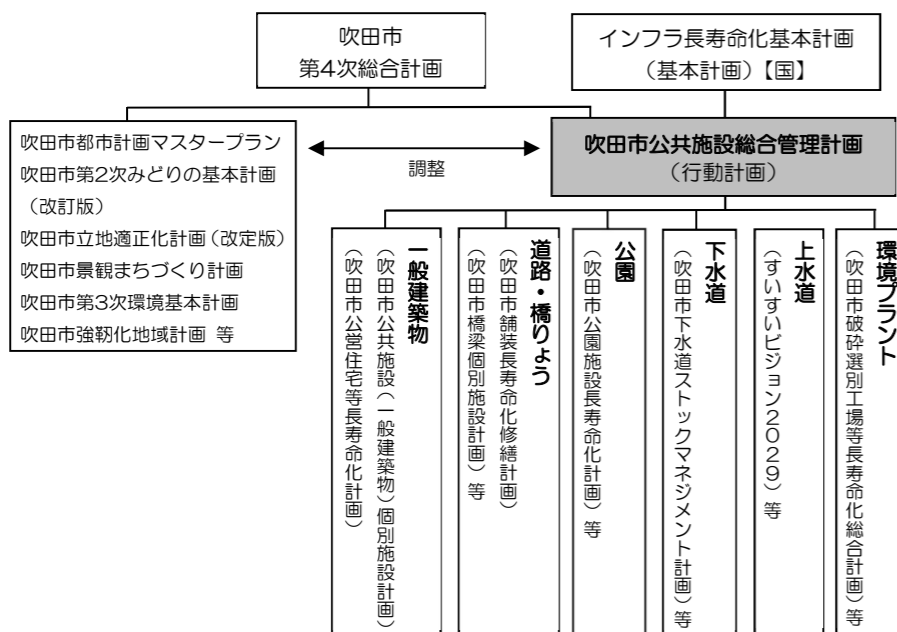 吹田市
第4次総合計画
インフラ長寿命化基本計画
(基本計画)【国】
吹田市都市計画マスタープラン
吹田市第2次みどりの基本計画
(改訂版)
吹田市立地適正化計画(改定版)
吹田市景観まちづくり計画
吹田市第3次環境基本計画
吹田市強靭化地域計画 等
調整
吹田市公共施設総合管理計画
(行動計画)
一般建築物
(吹田市公共施設(一般建築物)個別施設計画)
(吹田市公営住宅等長寿命化計画)
道路・橋りょう
(吹田市舗装長寿命化修繕計画)
(吹田市橋梁個別施設計画)等
公園
(吹田市公園施設長寿命化計画)等
下水道
(吹田市下水道ストックマネジメント計画)等
上水道
(すいすいビジョン2029)等
環境プラント
(吹田市破砕選別工場等長寿命化総合計画)等